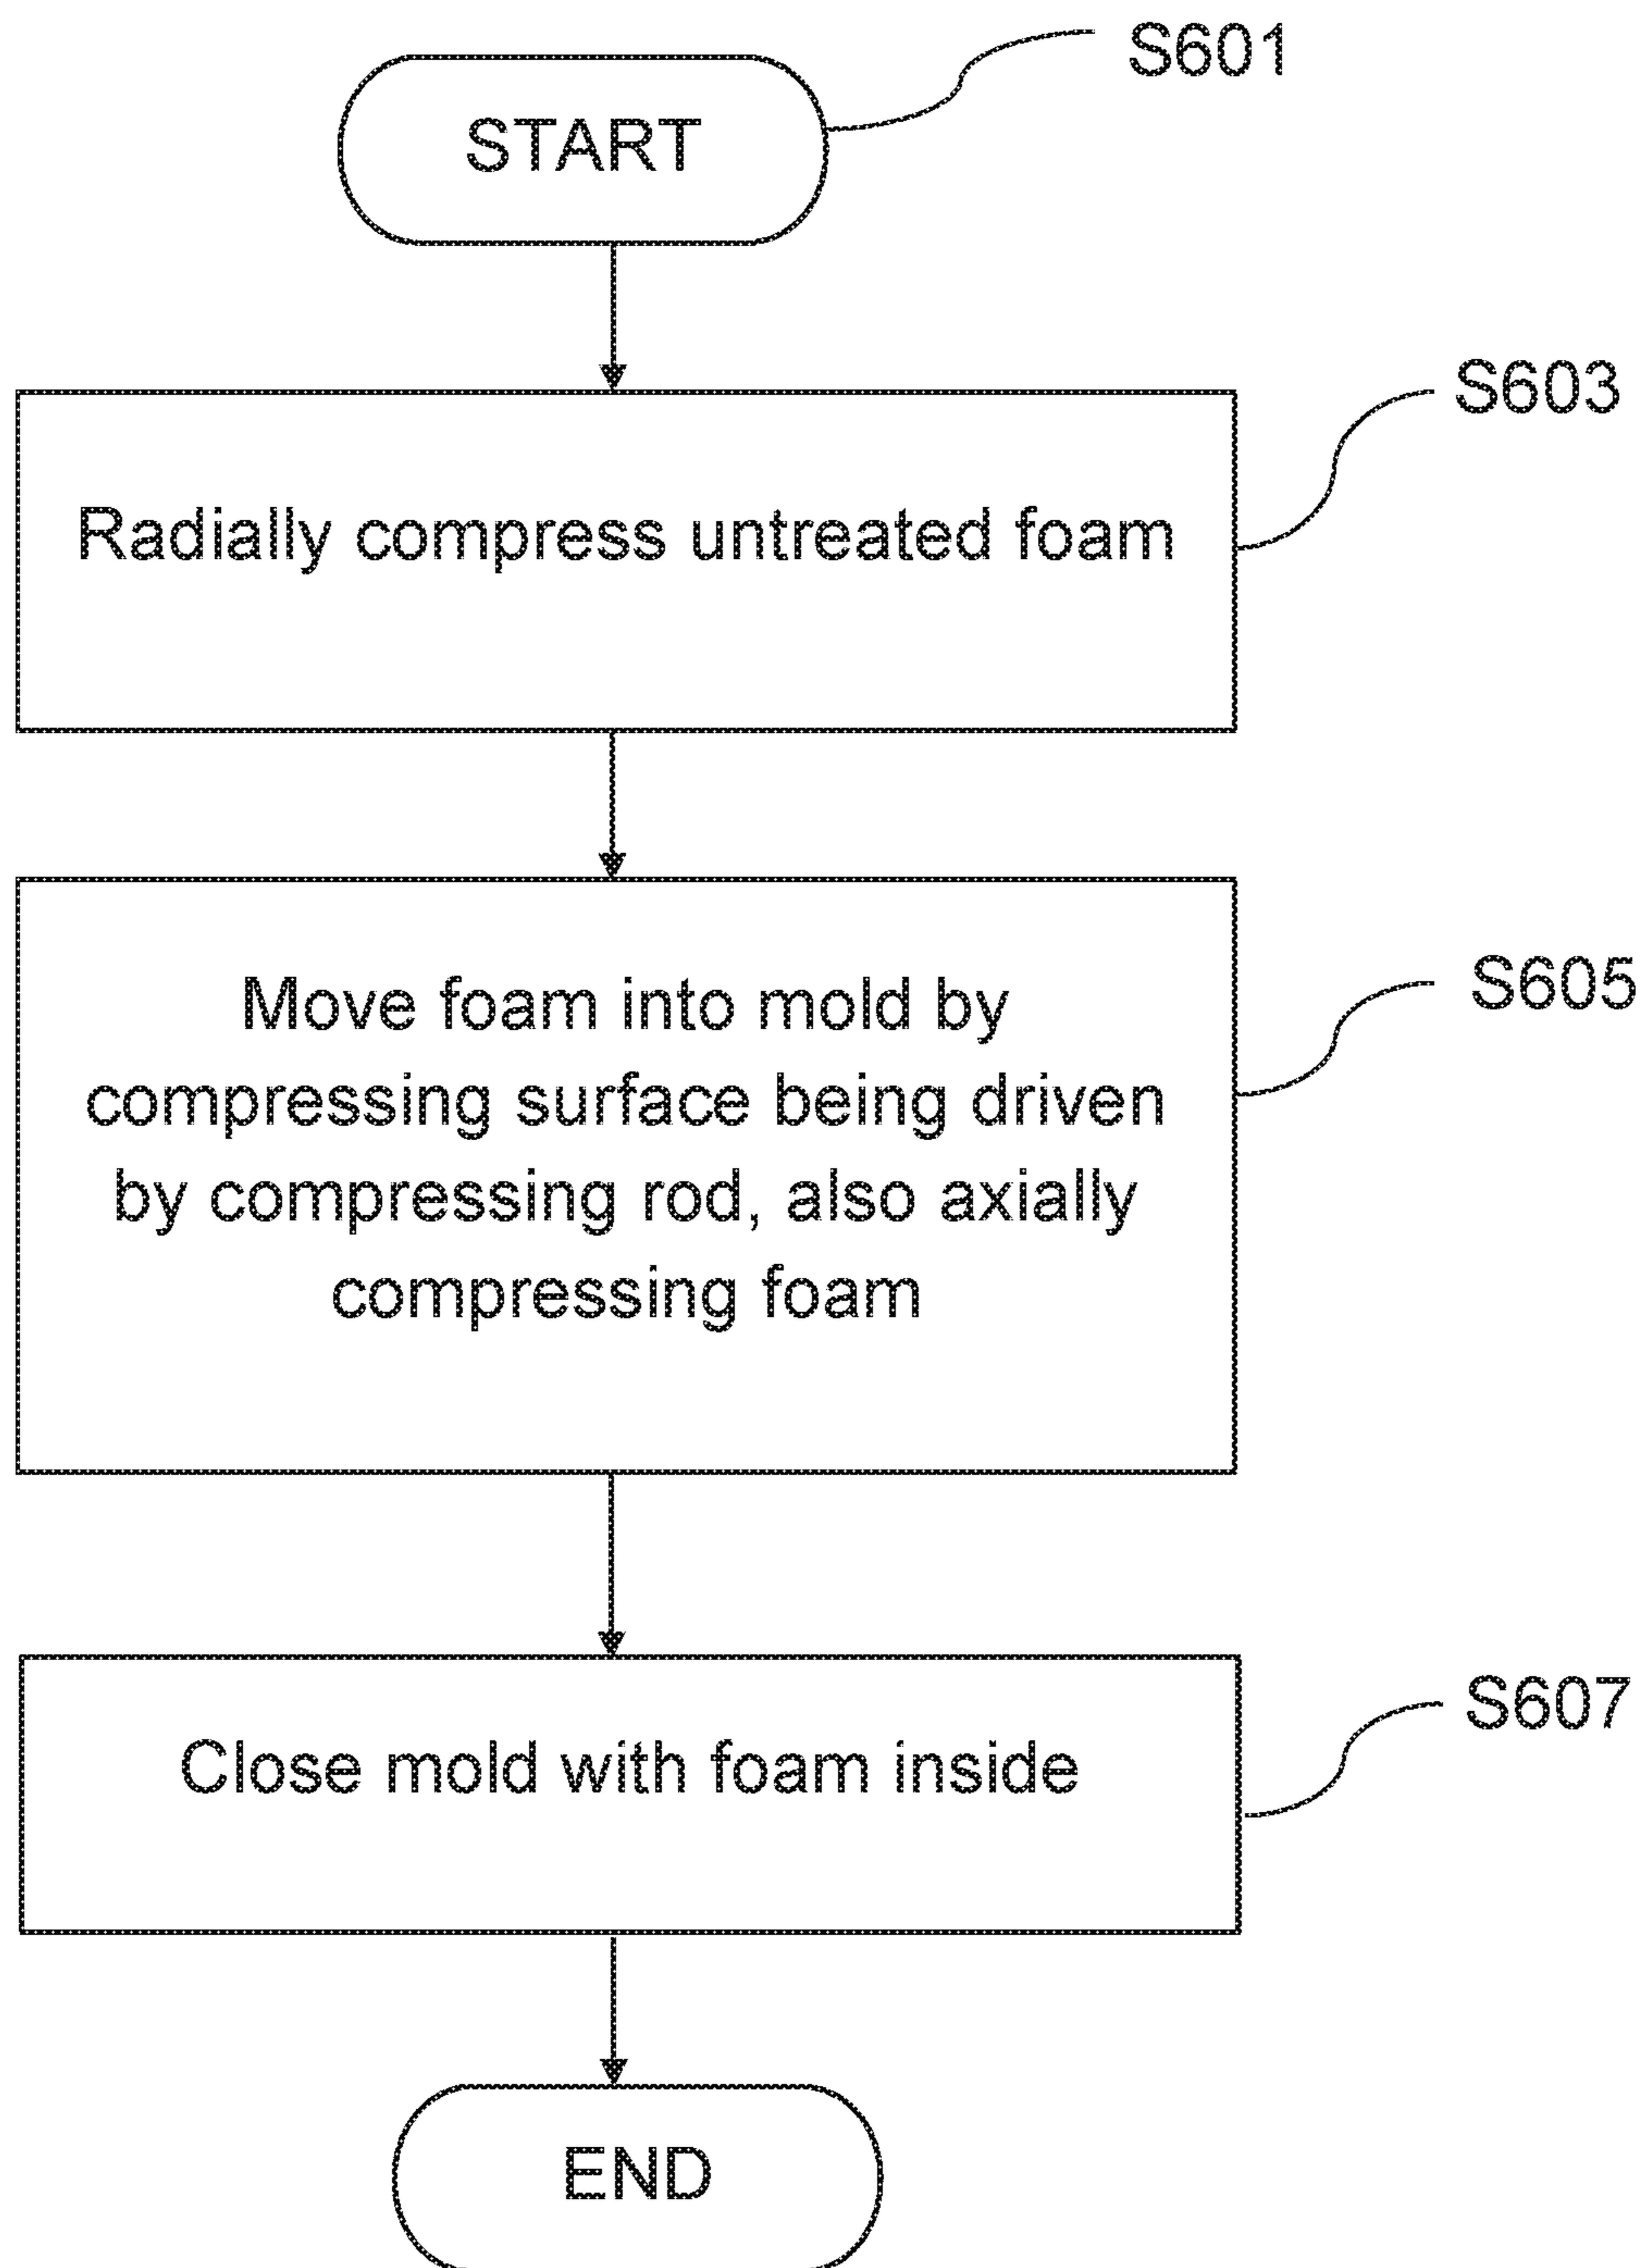 START
S601
Radially compress untreated foam
S603
Move foam into mold by
compressing surface being driven
by compressing rod, also axially
compressing foam
S605
Close mold with foam inside
S607
END